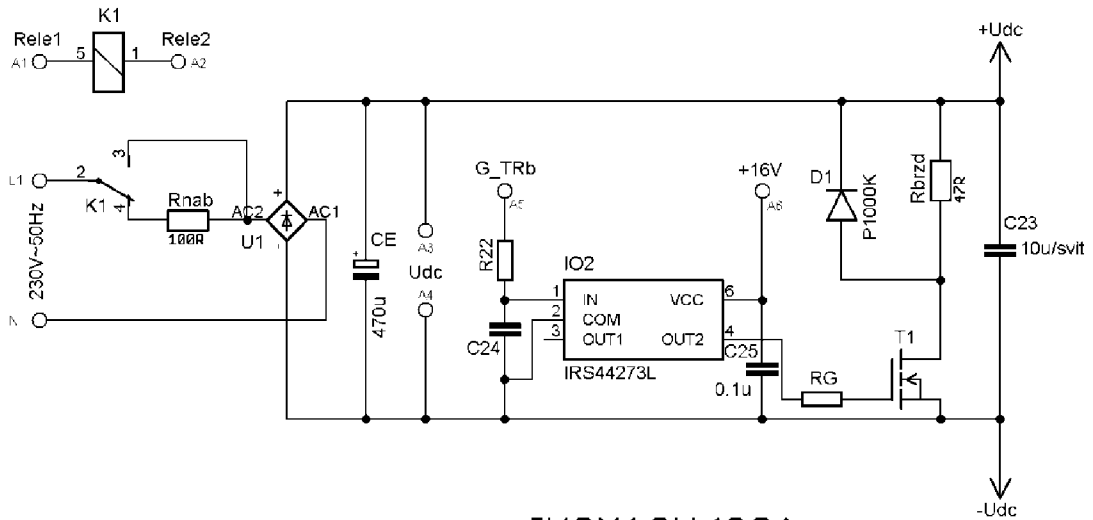 K1
Rele1
Rele2
A1
5
1
A2
+Udc
3
L1
2
K1
4
Rnab
100R
AC2
AC1
U1
+
-
230V~50Hz
N
CE
+
470u
A3
Udc
A4
G_TRb
A5
R22
C24
IO2
1
IN
VCC
6
2
COM
3
OUT1
OUT2
4
IRS44273L
+16V
A6
C25
0.1u
D1
P1000K
Rbrzd
47R
C23
10u/svit
T1
RG
-Udc